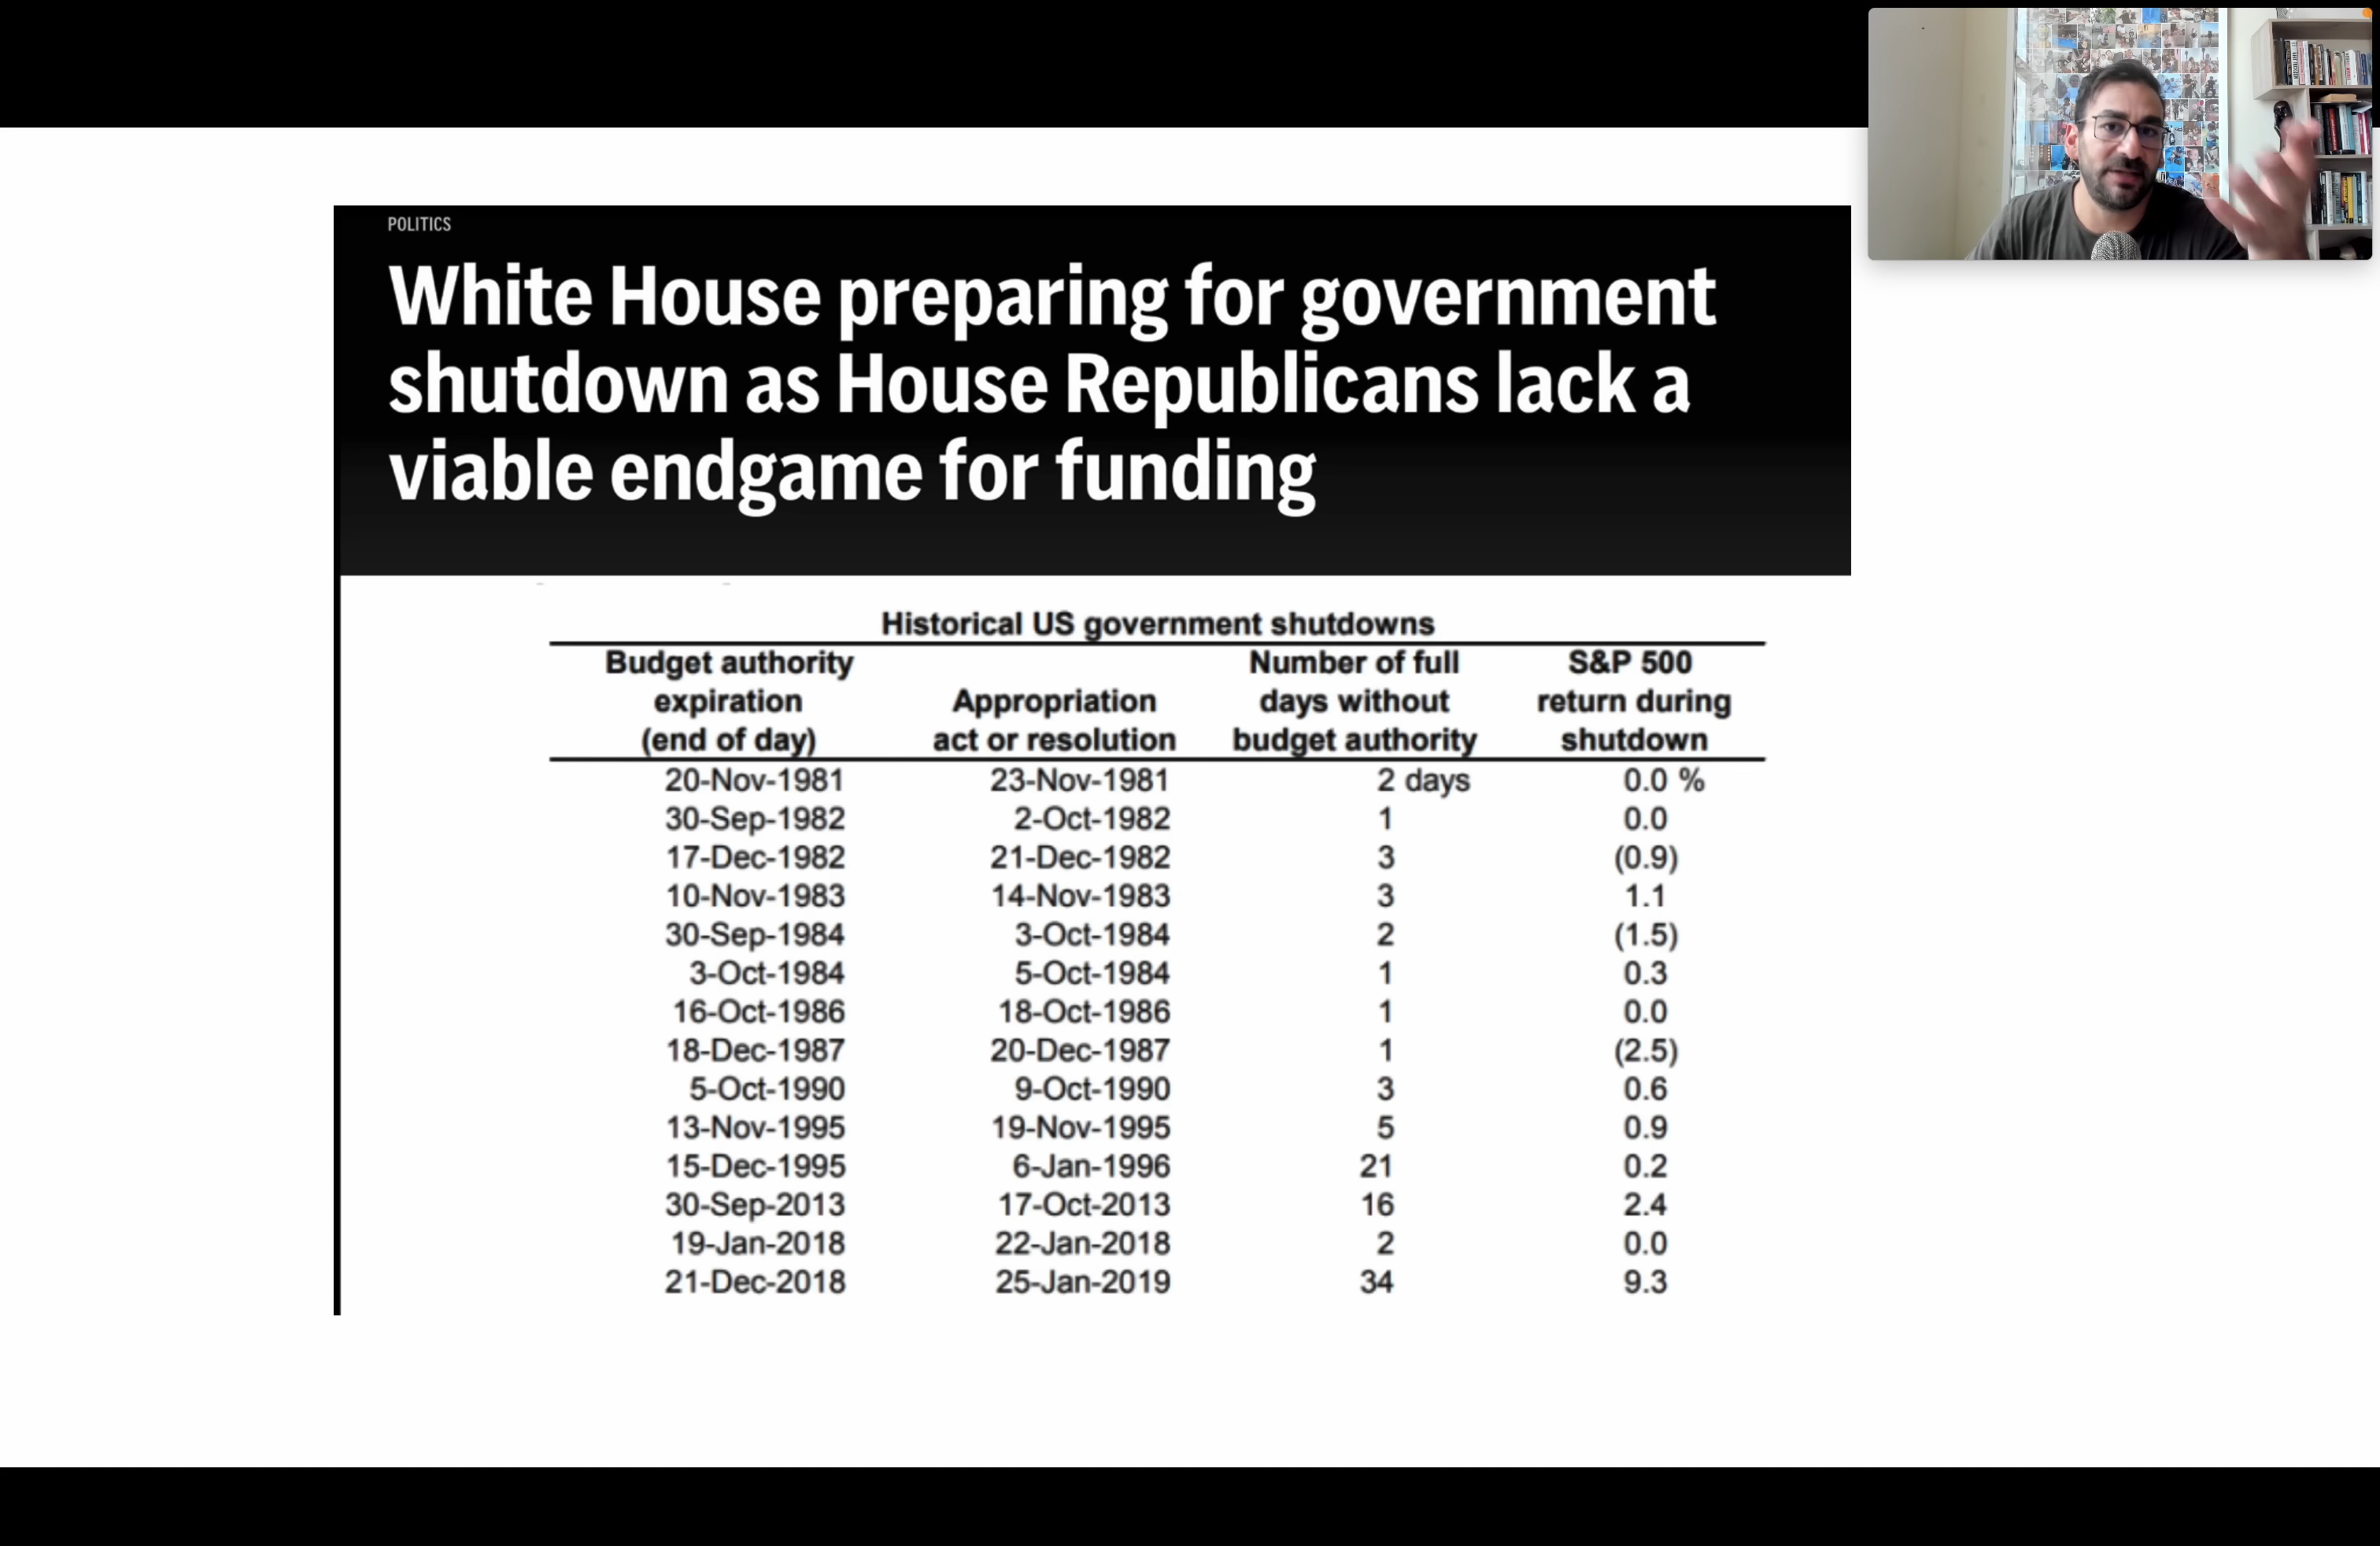 POLITICS
White House preparing for government
shutdown as House Republicans lack a
viable endgame for funding
Historical US government shutdowns
Budget authority expiration (end of day) Appropriation act or resolution Number of full days without budget authority S&P 500 return during shutdown
20-Nov-1981 23-Nov-1981 2 days 0.0 %
30-Sep-1982 2-Oct-1982 1 0.0
17-Dec-1982 21-Dec-1982 3 (0.9)
10-Nov-1983 14-Nov-1983 3 1.1
30-Sep-1984 3-Oct-1984 2 (1.5)
3-Oct-1984 5-Oct-1984 1 0.3
16-Oct-1986 18-Oct-1986 1 0.0
18-Dec-1987 20-Dec-1987 1 (2.5)
5-Oct-1990 9-Oct-1990 3 0.6
13-Nov-1995 19-Nov-1995 5 0.9
15-Dec-1995 6-Jan-1996 21 0.2
30-Sep-2013 17-Oct-2013 16 2.4
19-Jan-2018 22-Jan-2018 2 0.0
21-Dec-2018 25-Jan-2019 34 9.3